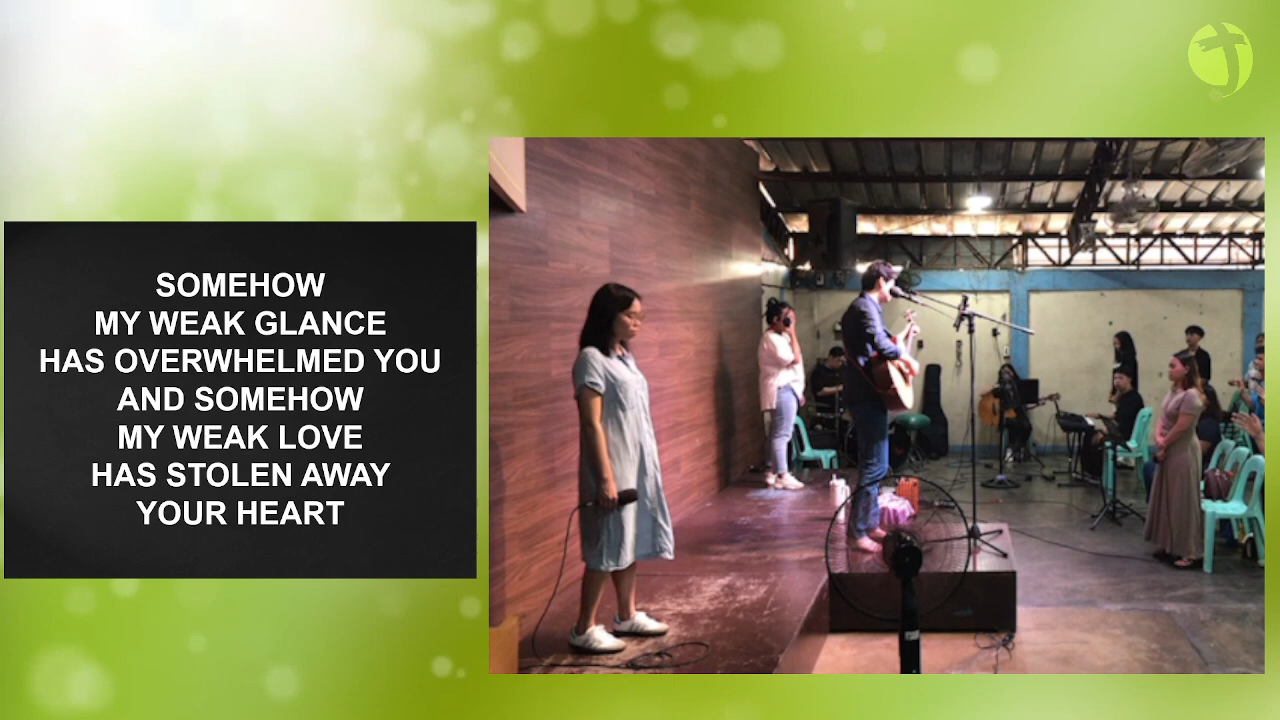 SOMEHOW
MY WEAK GLANCE
HAS OVERWHELMED YOU
AND SOMEHOW
MY WEAK LOVE
HAS STOLEN AWAY
YOUR HEART